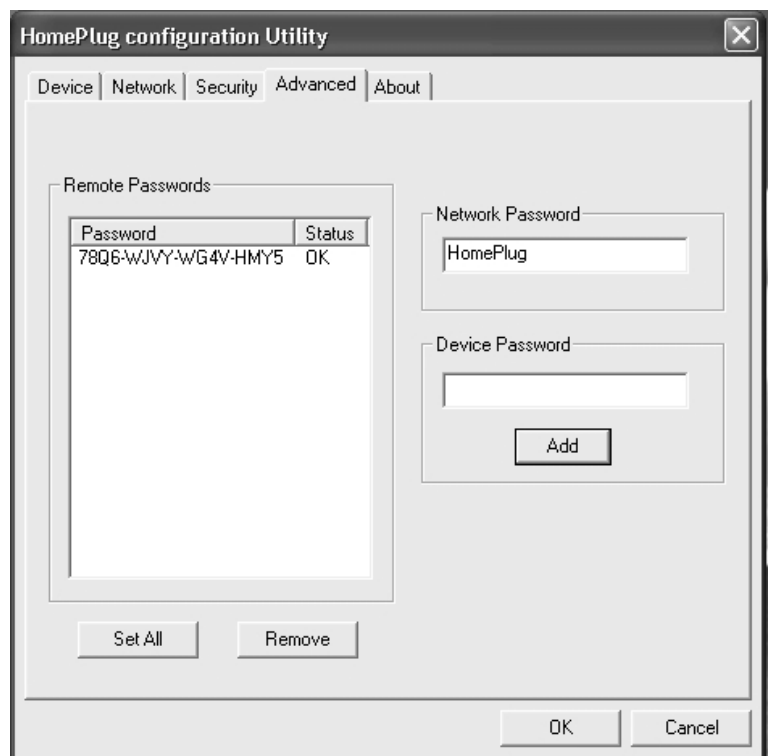 HomePlug configuration Utility
Device Network Security Advanced About
Remote Passwords
Password Status
78Q6-WJVY-WG4V-HMY5 OK
Set All Remove
Network Password
HomePlug
Device Password
Add
OK Cancel